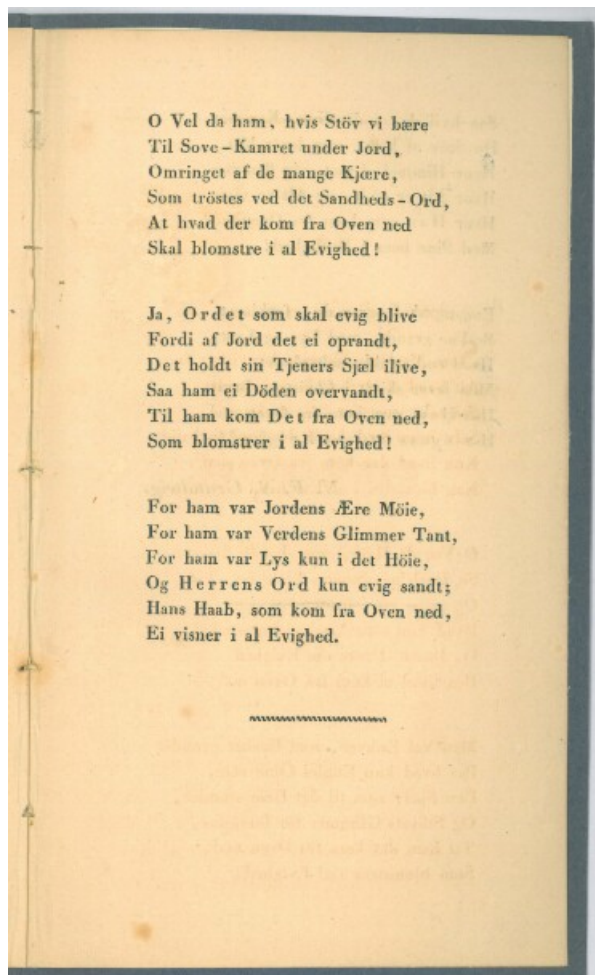 O Vel da ham, hvis Stöv vi bære
Til Sove-Kamret under Jord,
Omringet af de mange Kjære,
Som tröstes ved det Sandheds-Ord,
At hvad der kom fra Oven ned
Skal blomstre i al Evighed!
Ja, Ordet som skal evig blive
Fordi af Jord det ei oprandt,
Det holdt sin Tjeners Sjæl ilive,
Saa ham ei Döden overvandt,
Til ham kom Det fra Oven ned,
Som blomstrer i al Evighed!
For ham var Jordens Ære Möie,
For ham var Verdens Glimmer Tant,
For ham var Lys kun i det Höie,
Og Herrens Ord kun evig sandt;
Hans Haab, som kom fra Oven ned,
Ei visner i al Evighed.